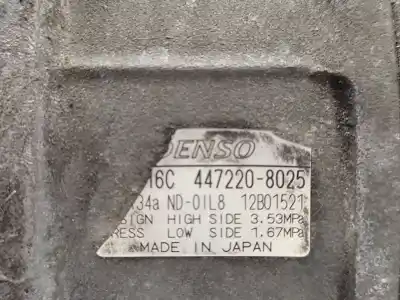 DENSO
16C 447220-8025
34a ND-OIL8 12B01521
SIGN HIGH SIDE 3.53MPa
RESS LOW SIDE 1.67MPa
MADE IN JAPAN